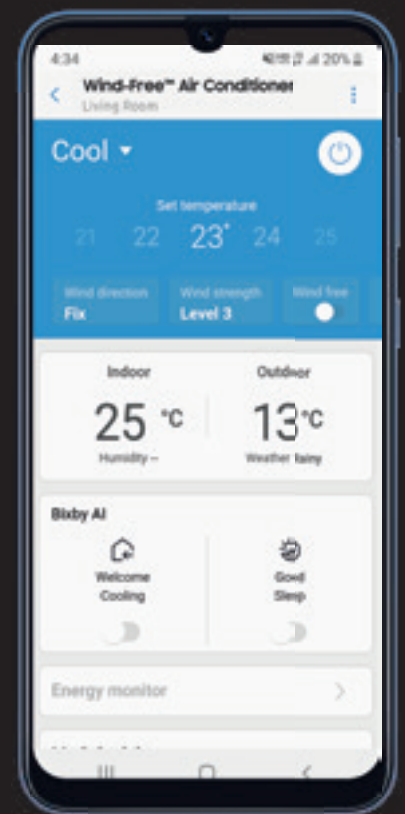 4:34 20%
Wind-Free™ Air Conditioner
Living Room
Cool
Set temperature
21 22 23° 24 25
Wind direction Wind strength Wind free
Fix Level 3
Indoor Outdoor
25 °C 13 °C
Humidity -- Weather
Bixby AI
Welcome Good
Cooling Sleep
Energy monitor